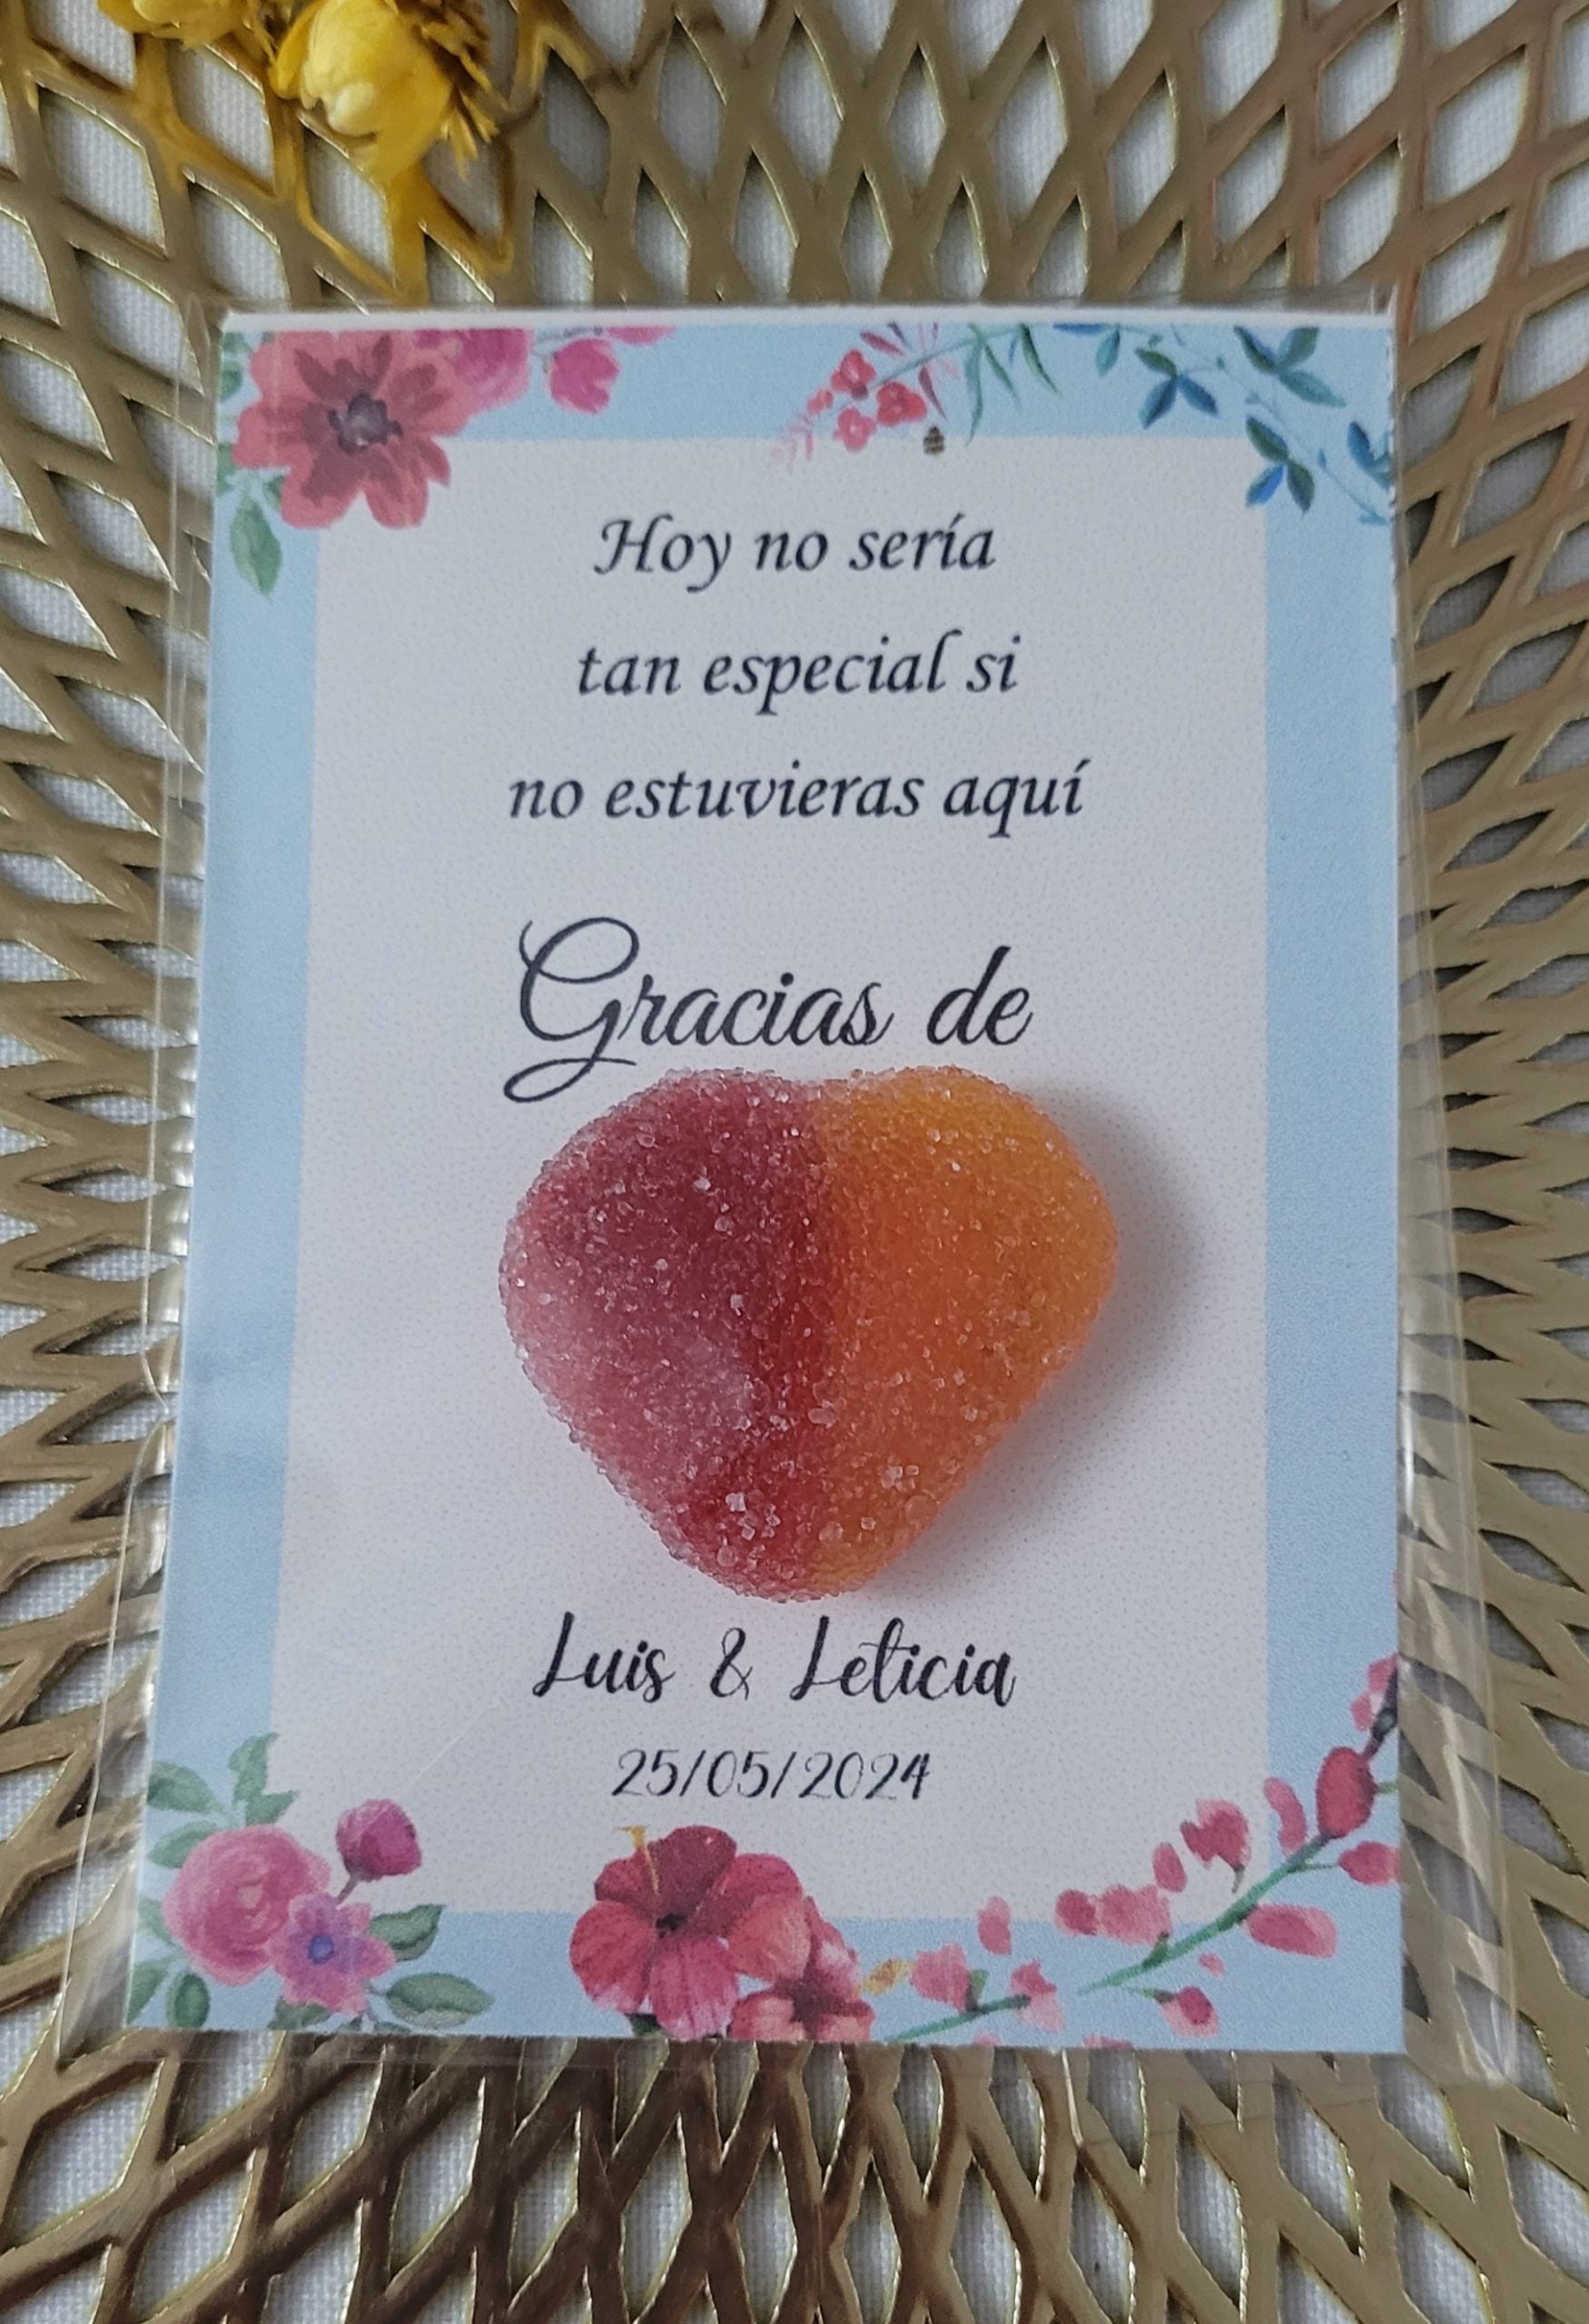 Hoy no sería
tan especial si
no estuvieras aquí
Gracias de
Luis & Leticia
25/05/2024